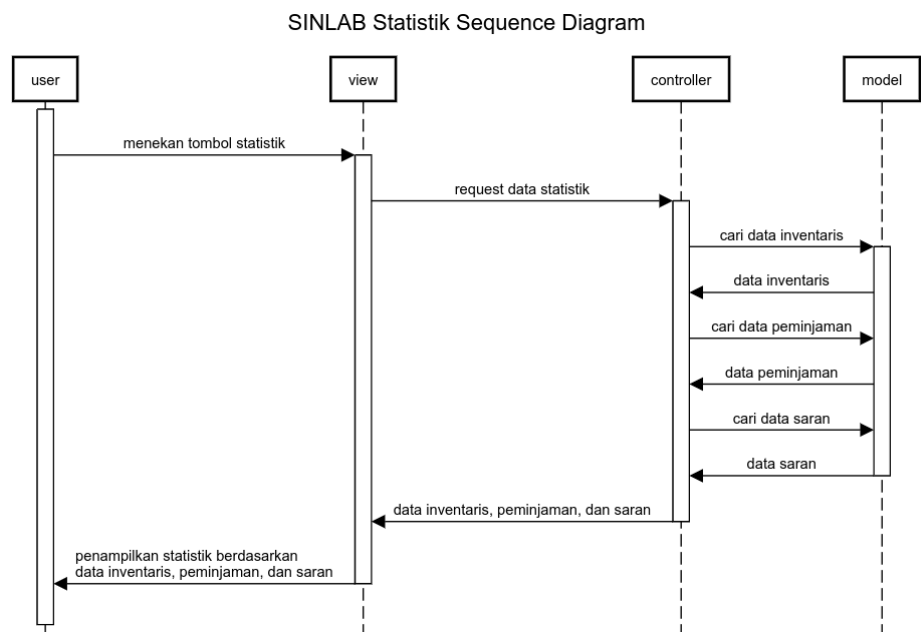 SINLAB Statistik Sequence Diagram
user
view
controller
model
menekan tombol statistik
request data statistik
cari data inventaris
data inventaris
cari data peminjaman
data peminjaman
cari data saran
data saran
data inventaris, peminjaman, dan saran
penampilkan statistik berdasarkan
data inventaris, peminjaman, dan saran